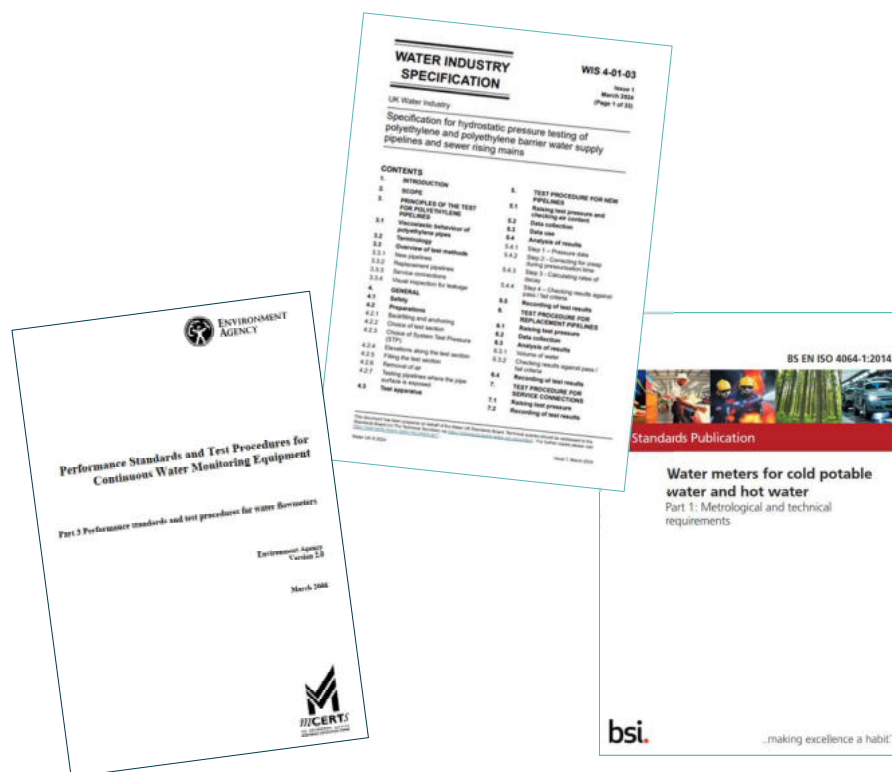 WATER INDUSTRY
SPECIFICATION
WIS 4-01-03
Issue 1
March 2024
(Page 1 of 33)
UK Water Industry
Specification for hydrostatic pressure testing of
polyethylene and polyethylene barrier water supply
pipelines and sewer rising mains
CONTENTS
1. INTRODUCTION
2. SCOPE
3. PRINCIPLES OF THE TEST
FOR POLYETHYLENE
PIPELINES
3.1 Viscoelastic behaviour of
polyethylene pipes
3.2 Terminology
3.3 Overview of test methods
3.3.1 New pipelines
3.3.2 Replacement pipelines
3.3.3 Service connections
3.3.4 Visual inspection for leakage
4. GENERAL
4.1 Safety
4.2 Preparations
4.2.1 Backfilling and anchoring
4.2.2 Choice of test section
4.2.3 Choice of System Test Pressure
(STP)
4.2.4 Elevations along the test section
4.2.5 Filling the test section
4.2.6 Removal of air
4.2.7 Testing pipelines where the pipe
surface is exposed
4.3 Test apparatus
5. TEST PROCEDURE FOR NEW
PIPELINES
5.1 Raising test pressure and
checking air content
5.2 Data collection
5.3 Data use
5.4 Analysis of results
5.4.1 Step 1 – Pressure data
5.4.2 Step 2 - Correcting for creep
during pressurisation time
5.4.3 Step 3 - Calculating rates of
decay
5.4.4 Step 4 – Checking results against
pass / fail criteria
5.5 Recording of test results
6. TEST PROCEDURE FOR
REPLACEMENT PIPELINES
6.1 Raising test pressure
6.2 Data collection
6.3 Analysis of results
6.3.1 Volume of water
6.3.2 Checking results against pass /
fail criteria
6.4 Recording of test results
7. TEST PROCEDURE FOR
SERVICE CONNECTIONS
7.1 Raising test pressure
7.2 Recording of test results
Water UK © 2024
Issue 1: March 2024
ENVIRONMENT
AGENCY
Performance Standards and Test Procedures for
Continuous Water Monitoring Equipment
Part 3 Performance standards and test procedures for water flowmeters
Environment Agency
Version 2.0
March 2008
mCERTs
BS EN ISO 4064-1:2014
Standards Publication
Water meters for cold potable
water and hot water
Part 1: Metrological and technical
requirements
bsi.
...making excellence a habit.